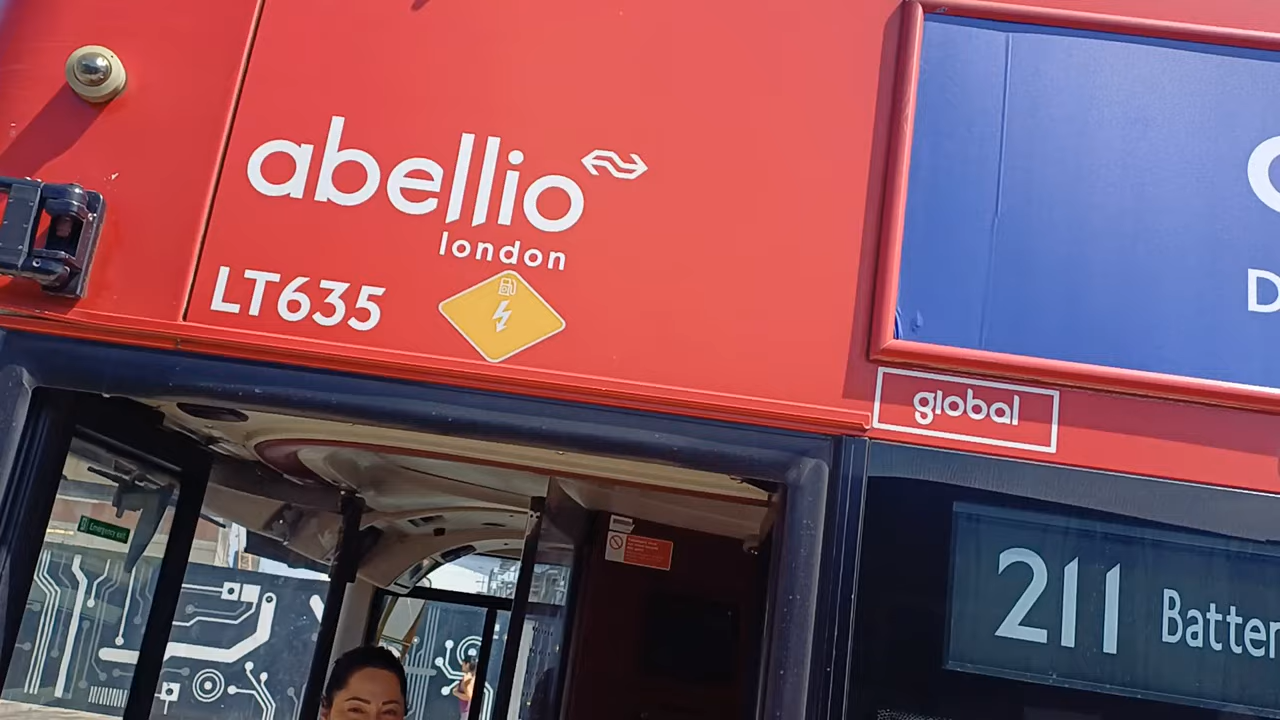 abellio
london
LT635
global
211 Batter
Emergency exit